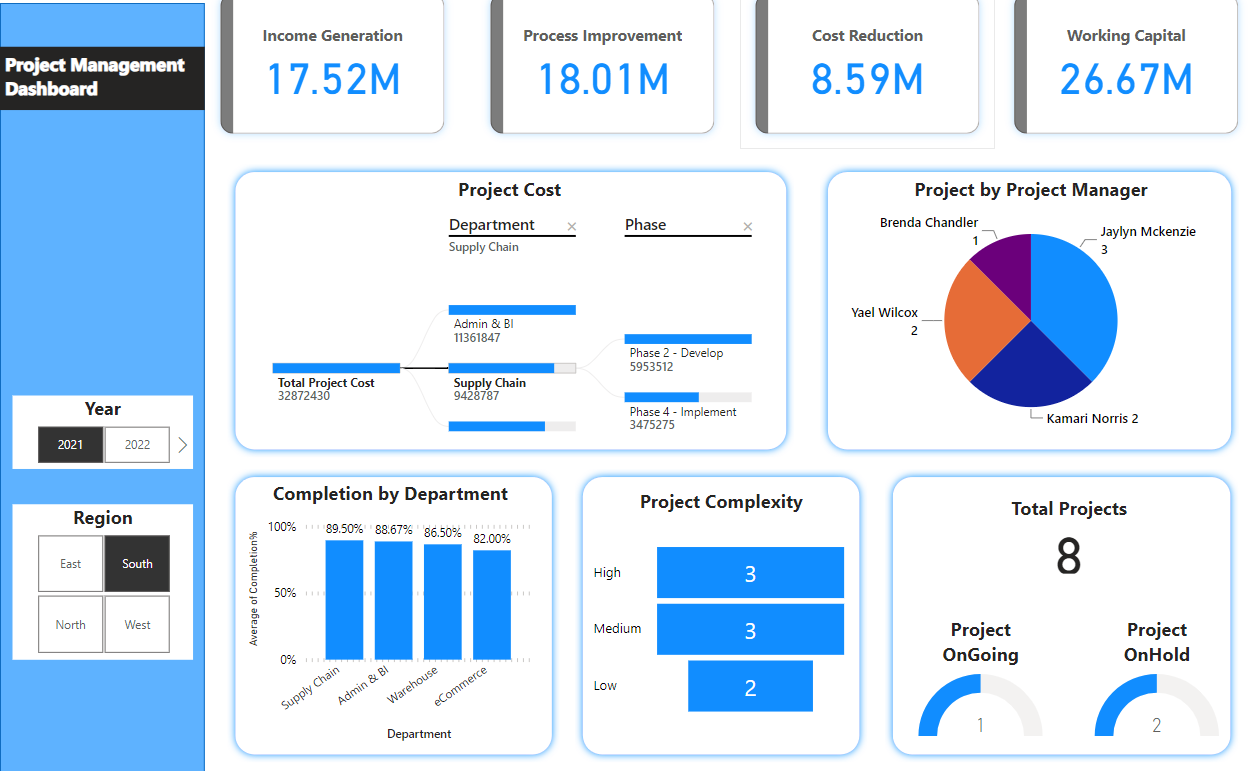 Project Management
Dashboard
Income Generation
17.52M
Process Improvement
18.01M
Cost Reduction
8.59M
Working Capital
26.67M
Project Cost
Department
Supply Chain
Phase
Total Project Cost
32872430
Admin & BI
11361847
Supply Chain
9428787
Phase 2 - Develop
5953512
Phase 4 - Implement
3475275
Project by Project Manager
Brenda Chandler
1
Jaylyn Mckenzie
3
Yael Wilcox
2
Kamari Norris 2
Year
2021
2022
Region
East
South
North
West
Completion by Department
Average of Completion%
100%
50%
0%
89.50%
88.67%
86.50%
82.00%
Supply Chain
Admin & BI
Warehouse
eCommerce
Department
Project Complexity
High
3
Medium
3
Low
2
Total Projects
8
Project
OnGoing
1
Project
OnHold
2